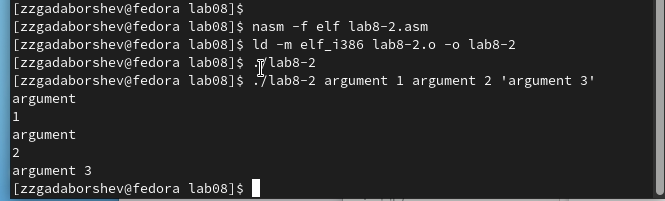 [zzgadaborshev@fedora lab08]$
[zzgadaborshev@fedora lab08]$ nasm -f elf lab8-2.asm
[zzgadaborshev@fedora lab08]$ ld -m elf_i386 lab8-2.o -o lab8-2
[zzgadaborshev@fedora lab08]$ ./lab8-2
[zzgadaborshev@fedora lab08]$ ./lab8-2 argument 1 argument 2 'argument 3'
argument
1
argument
2
argument 3
[zzgadaborshev@fedora lab08]$